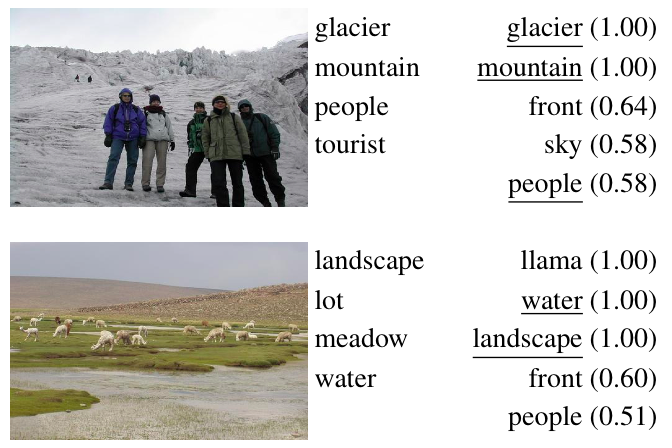 glacier glacier (1.00)
mountain mountain (1.00)
people front (0.64)
tourist sky (0.58)
people (0.58)
landscape llama (1.00)
lot water (1.00)
meadow landscape (1.00)
water front (0.60)
people (0.51)